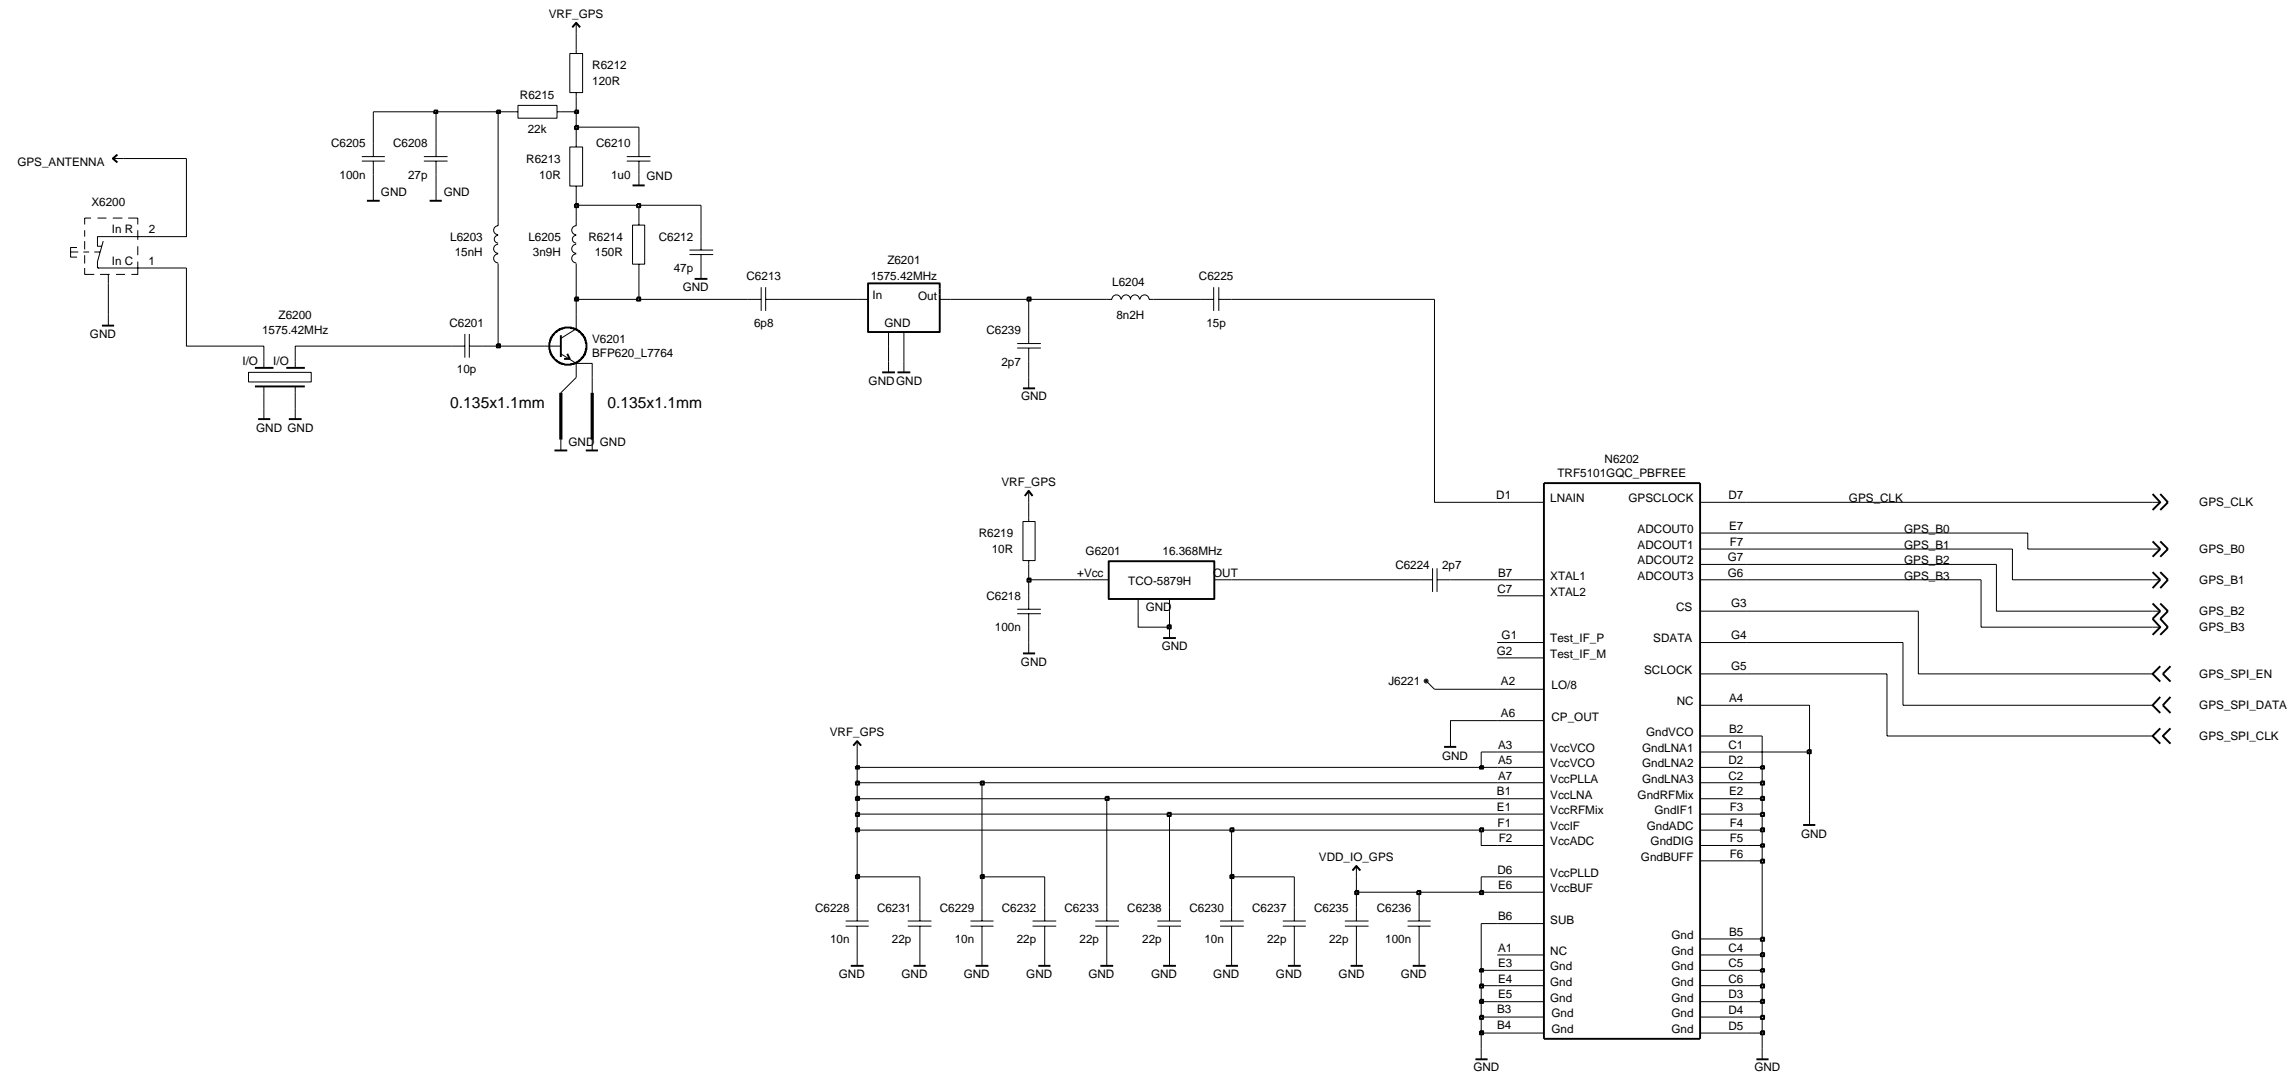 VRF_GPS
R6212
120R
R6215
22k
C6205
100n
GND
C6208
27p
GND
R6213
10R
C6210
1u0
GND
GPS_ANTENNA
X6200
In R 2
In C 1
GND
L6203
15nH
L6205
3n9H
R6214
150R
C6212
47p
GND
Z6200
1575.42MHz
I/O I/O
GND GND
C6201
10p
V6201
BFP620_L7764
0.135x1.1mm 0.135x1.1mm
GND GND
C6213
6p8
Z6201
1575.42MHz
In Out
GND
GND GND
C6239
2p7
GND
L6204
8n2H
C6225
15p
VRF_GPS
R6219
10R
C6218
100n
GND
G6201 16.368MHz
+Vcc TCO-5879H OUT
GND
GND
C6224 2p7
J6221
GND
N6202
TRF5101GQC_PBFREE
D1 LNAIN
B7 XTAL1
C7 XTAL2
G1 Test_IF_P
G2 Test_IF_M
A2 LO/8
A6 CP_OUT
A3 VccVCO
A5 VccVCO
A7 VccPLLA
B1 VccLNA
E1 VccRFMix
F1 VccIF
F2 VccADC
D6 VccPLLD
E6 VccBUF
B6 SUB
A1 NC
E3 Gnd
E4 Gnd
E5 Gnd
B3 Gnd
B4 Gnd
GND
GPSCLOCK D7 GPS_CLK
ADCOUT0 E7 GPS_B0
ADCOUT1 F7 GPS_B1
ADCOUT2 G7 GPS_B2
ADCOUT3 G6 GPS_B3
CS G3
SDATA G4
SCLOCK G5
NC A4
GndVCO B2
GndLNA1 C1
GndLNA2 D2
GndLNA3 C2
GndRFMix E2
GndIF1 F3
GndADC F4
GndDIG F5
GndBUFF F6
GND
Gnd B5
Gnd C4
Gnd C5
Gnd C6
Gnd D3
Gnd D4
Gnd D5
GND
GPS_CLK
GPS_B0
GPS_B1
GPS_B2
GPS_B3
GPS_SPI_EN
GPS_SPI_DATA
GPS_SPI_CLK
VRF_GPS
VDD_IO_GPS
C6228
10n
GND
C6231
22p
GND
C6229
10n
GND
C6232
22p
GND
C6233
22p
GND
C6238
22p
GND
C6230
10n
GND
C6237
22p
GND
C6235
22p
GND
C6236
100n
GND